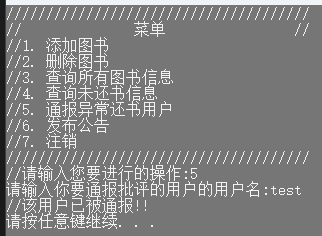 //////////////////////////////////////
//              菜单                //
//1. 添加图书
//2. 删除图书
//3. 查询所有图书信息
//4. 查询未还书信息
//5. 通报异常还书用户
//6. 发布公告
//7. 注销
//////////////////////////////////////
//请输入您要进行的操作:5
请输入你要通报批评的用户的用户名:test
//该用户已被通报!!
请按任意键继续. . .